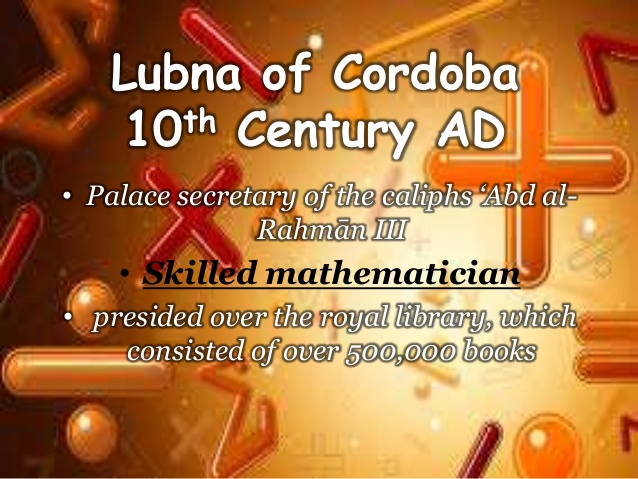 Lubna of Cordoba
10th Century AD
• Palace secretary of the caliphs ‘Abd al-
Rahmān III
• Skilled mathematician
• presided over the royal library, which
consisted of over 500,000 books